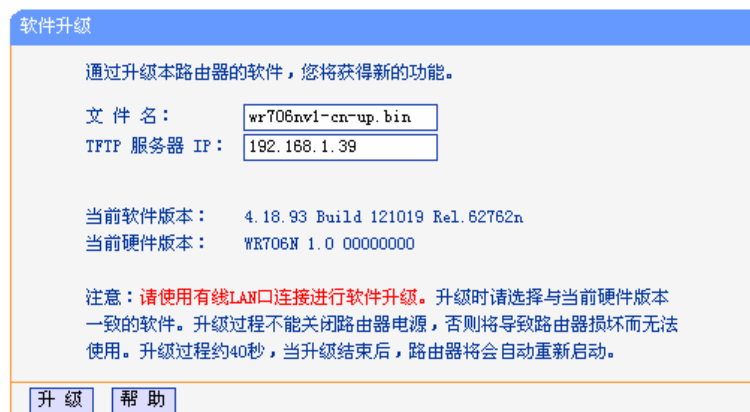 软件升级
通过升级本路由器的软件，您将获得新的功能。
文 件 名： wr706nv1-cn-up.bin
TFTP 服务器 IP： 192.168.1.39
当前软件版本： 4.18.93 Build 121019 Rel.62762n
当前硬件版本： WR706N 1.0 00000000
注意：请使用有线LAN口连接进行软件升级。升级时请选择与当前硬件版本
一致的软件。升级过程不能关闭路由器电源，否则将导致路由器损坏而无法
使用。升级过程约40秒，当升级结束后，路由器将会自动重新启动。
升 级 帮 助